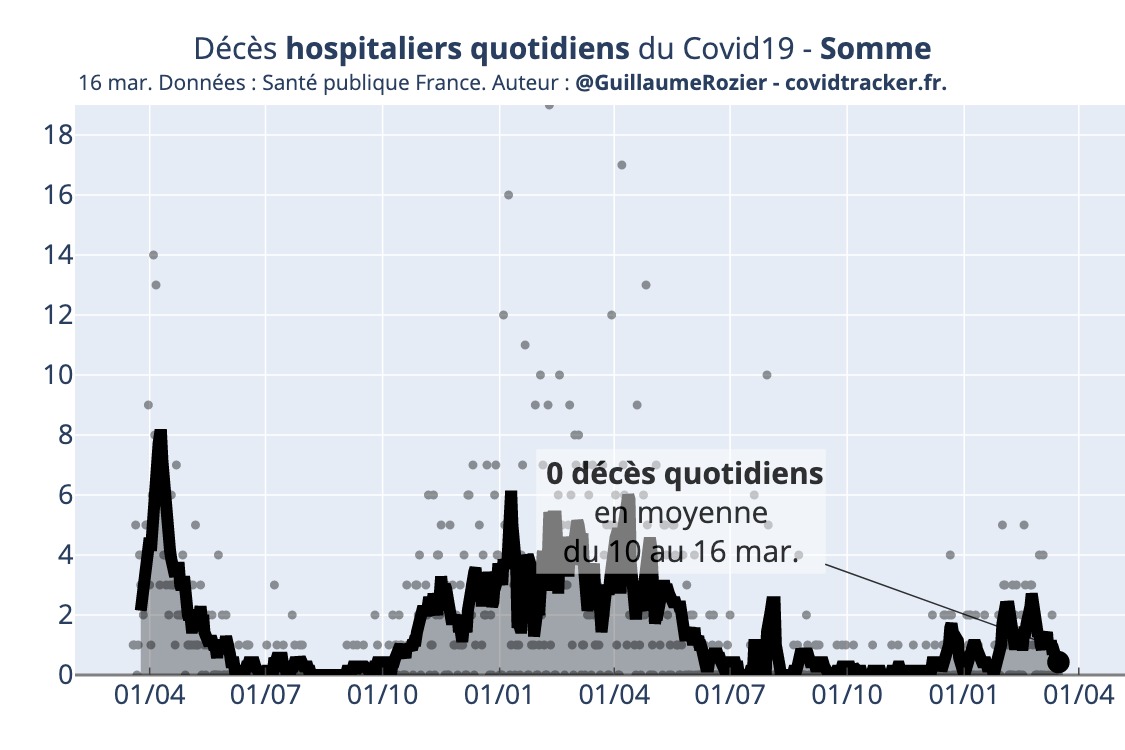 Décès hospitaliers quotidiens du Covid19 - Somme
16 mar. Données : Santé publique France. Auteur : @GuillaumeRozier - covidtracker.fr.
18
16
14
12
10
8
6
4
2
0
0 décès quotidiens
en moyenne
du 10 au 16 mar.
01/04 01/07 01/10 01/01 01/04 01/07 01/10 01/01 01/04